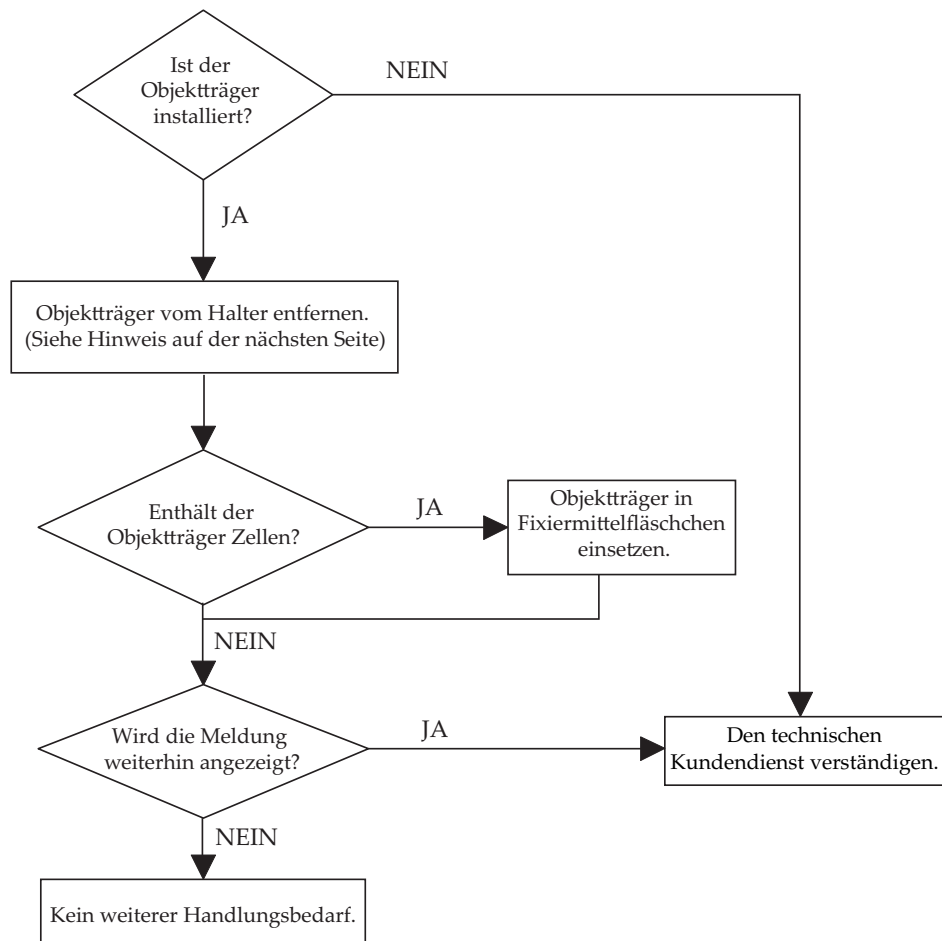 Ist der
Objektträger
installiert?
NEIN
JA
Objektträger vom Halter entfernen.
(Siehe Hinweis auf der nächsten Seite)
Enthält der
Objektträger Zellen?
JA
Objektträger in
Fixiermittelfläschchen
einsetzen.
NEIN
Wird die Meldung
weiterhin angezeigt?
JA
Den technischen
Kundendienst verständigen.
NEIN
Kein weiterer Handlungsbedarf.